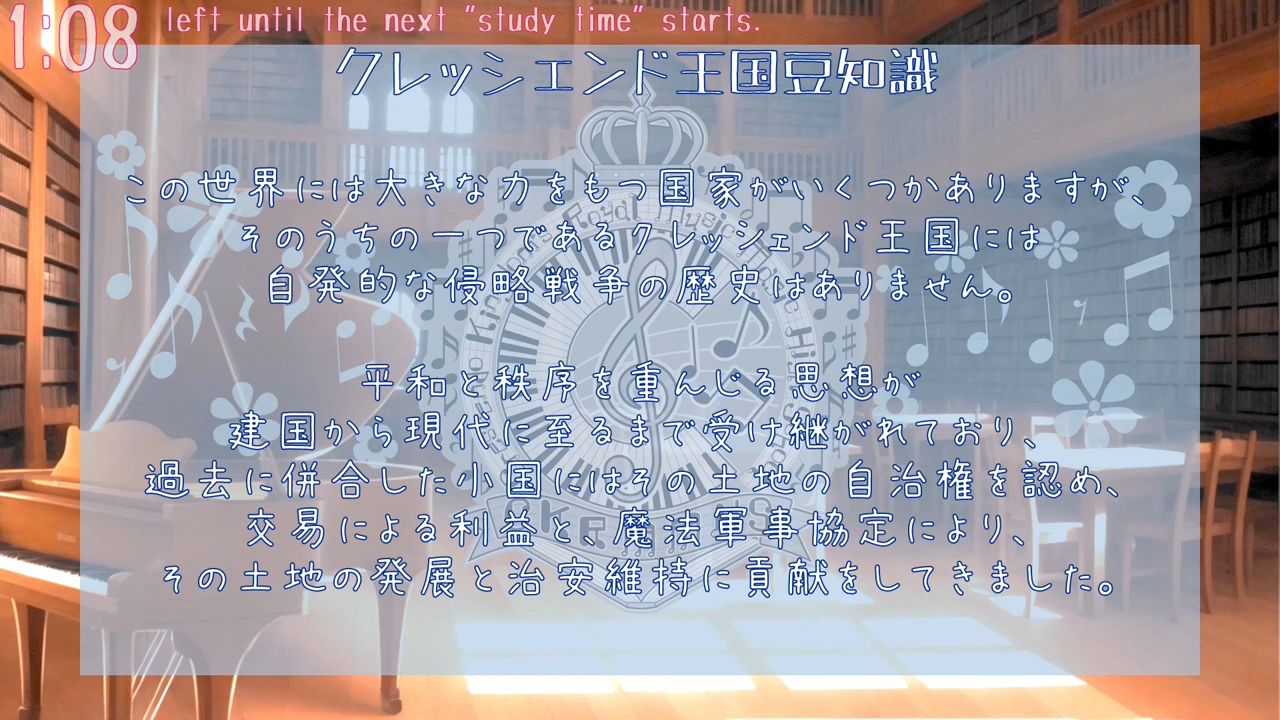 1:08 left until the next "study time" starts.
クレッシェンド王国豆知識
この世界には大きな力をもつ国家がいくつかありますが、
そのうちの一つであるクレッシェンド王国には
自発的な侵略戦争の歴史はありません。
平和と秩序を重んじる思想が
建国から現代に至るまで受け継がれており、
過去に併合した小国にはその土地の自治権を認め、
交易による利益と、魔法軍事協定により、
その土地の発展と治安維持に貢献をしてきました。
Royal Music